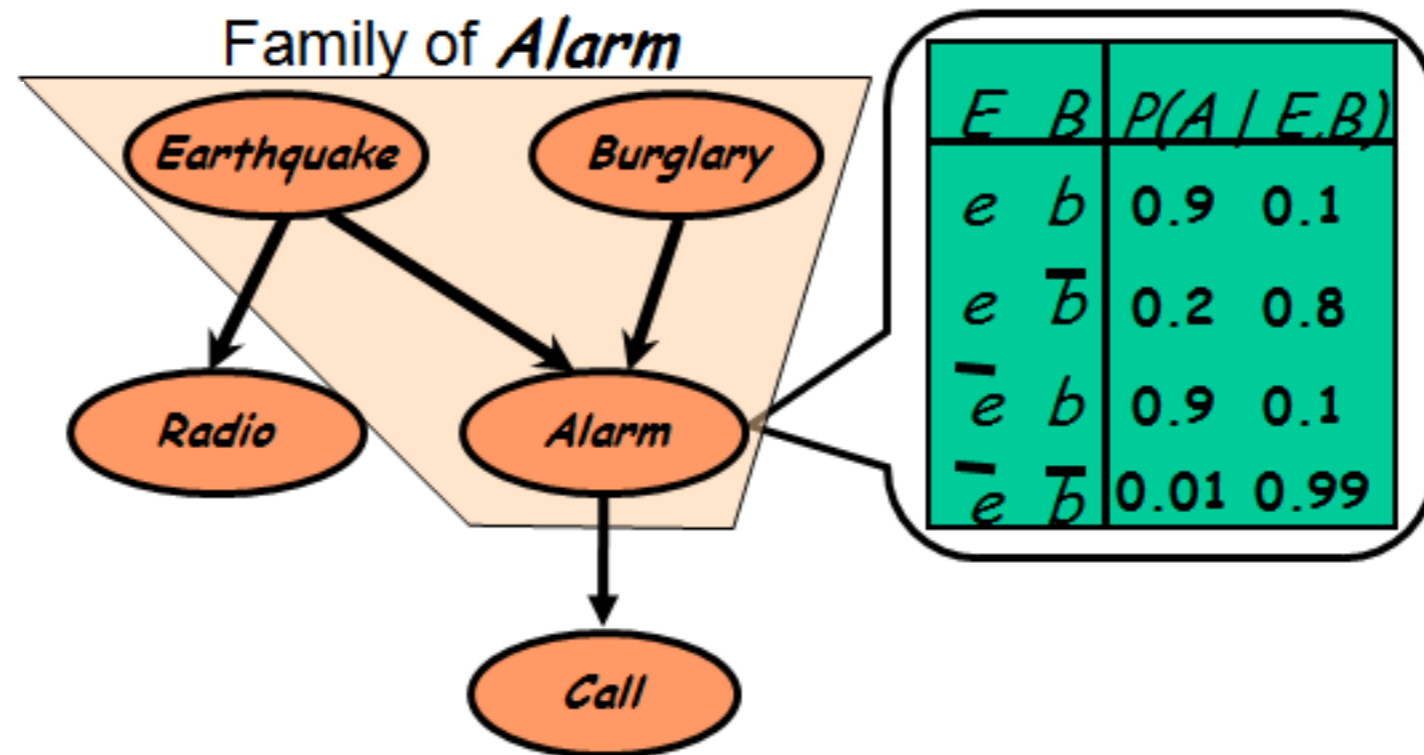 Family of Alarm
Earthquake Burglary
Radio Alarm
Call
E B P(A | E,B)
e b 0.9 0.1
e b̅ 0.2 0.8
e̅ b 0.9 0.1
e̅ b̅ 0.01 0.99